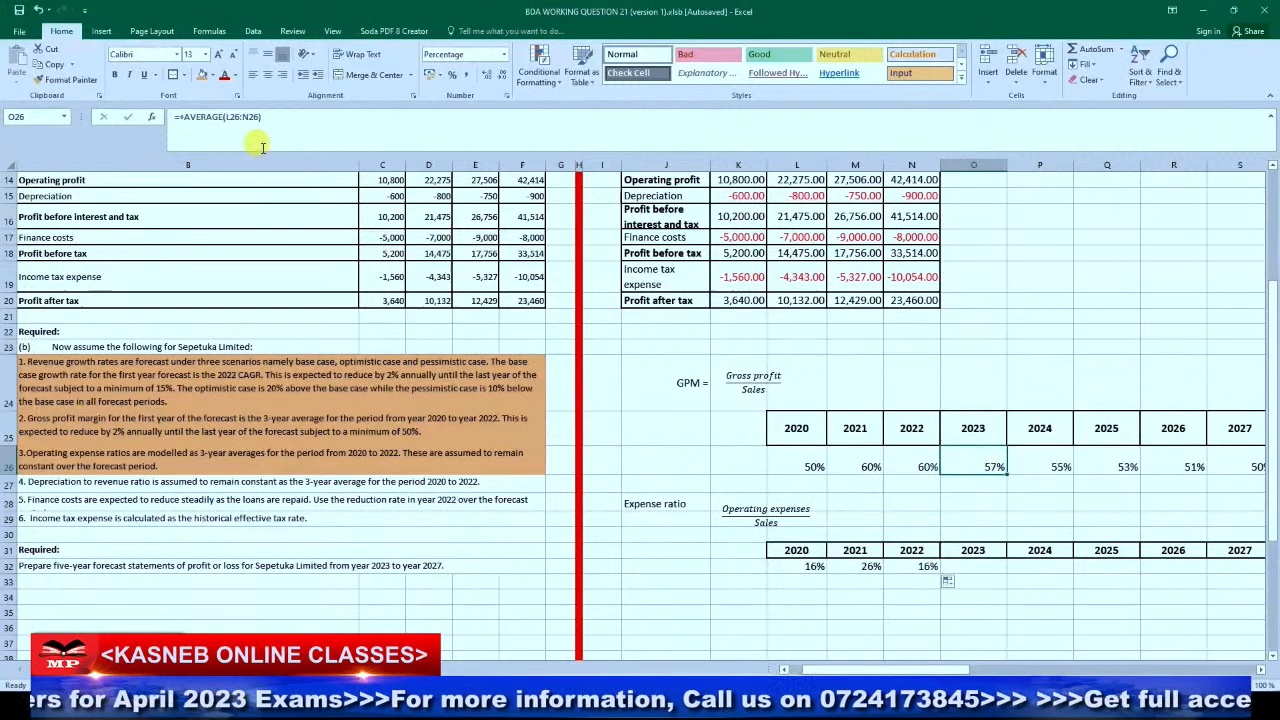 BDA WORKING QUESTION 21 (version 1).xlsb [Autosaved] - Excel
File Home Insert Page Layout Formulas Data Review View Soda PDF 8 Creator Tell me what you want to do... Sign in Share
Cut
Copy
Format Painter
Paste
Clipboard
Calibri 13
B I U
Font
Wrap Text
Merge & Center
Alignment
Percentage
Number
Conditional Formatting
Format as Table
Normal Bad Good Neutral Calculation
Check Cell Explanatory ... Followed Hy... Hyperlink Input
Styles
Insert Delete Format
Cells
AutoSum
Fill
Clear
Sort & Filter
Find & Select
Editing
O26 =+AVERAGE(L26:N26)
B C D E F G H I J K L M N O P Q R S
14 Operating profit 10,800 22,275 27,506 42,414 Operating profit 10,800.00 22,275.00 27,506.00 42,414.00
15 Depreciation -600 -800 -750 -900 Depreciation -600.00 -800.00 -750.00 -900.00
16 Profit before interest and tax 10,200 21,475 26,756 41,514 Profit before interest and tax 10,200.00 21,475.00 26,756.00 41,514.00
17 Finance costs -5,000 -7,000 -9,000 -8,000 Finance costs -5,000.00 -7,000.00 -9,000.00 -8,000.00
18 Profit before tax 5,200 14,475 17,756 33,514 Profit before tax 5,200.00 14,475.00 17,756.00 33,514.00
19 Income tax expense -1,560 -4,343 -5,327 -10,054 Income tax expense -1,560.00 -4,343.00 -5,327.00 -10,054.00
20 Profit after tax 3,640 10,132 12,429 23,460 Profit after tax 3,640.00 10,132.00 12,429.00 23,460.00
21
22 Required:
23 (b) Now assume the following for Sepetuka Limited:
1. Revenue growth rates are forecast under three scenarios namely base case, optimistic case and pessimistic case. The base
case growth rate for the first year forecast is the 2022 CAGR. This is expected to reduce by 2% annually until the last year of the
forecast subject to a minimum of 15%. The optimistic case is 20% above the base case while the pessimistic case is 10% below
24 the base case in all forecast periods.
GPM = Gross profit
Sales
2. Gross profit margin for the first year of the forecast is the 3-year average for the period from year 2020 to year 2022. This is
25 expected to reduce by 2% annually until the last year of the forecast subject to a minimum of 50%.
2020 2021 2022 2023 2024 2025 2026 2027
3.Operating expense ratios are modelled as 3-year averages for the period from 2020 to 2022. These are assumed to remain
26 constant over the forecast period.
50% 60% 60% 57% 55% 53% 51% 50
27 4. Depreciation to revenue ratio is assumed to remain constant as the 3-year average for the period 2020 to 2022.
28 5. Finance costs are expected to reduce steadily as the loans are repaid. Use the reduction rate in year 2022 over the forecast
Expense ratio Operating expenses
Sales
29 6. Income tax expense is calculated as the historical effective tax rate.
30
31 Required: 2020 2021 2022 2023 2024 2025 2026 2027
32 Prepare five-year forecast statements of profit or loss for Sepetuka Limited from year 2023 to year 2027. 16% 26% 16%
33
34
35
36
37
MP
<KASNEB ONLINE CLASSES>
Ready 100 %
ers for April 2023 Exams>>>For more information, Call us on 0724173845>>> >>>Get full acce